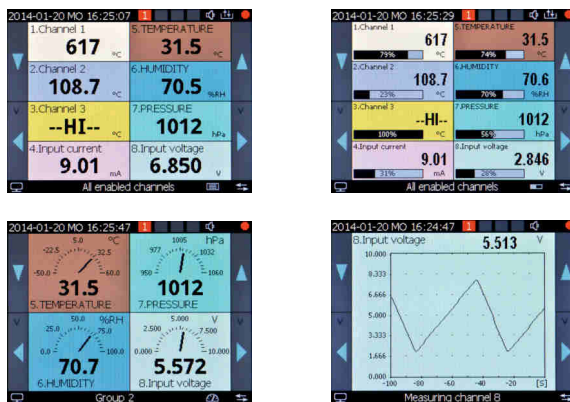 2014-01-20 MO 16:25:07 1
1.Channel 1
617 °C
5.TEMPERATURE
31.5 °C
2.Channel 2
108.7 °C
6.HUMIDITY
70.5 %RH
3.Channel 3
--HI-- °C
7.PRESSURE
1012 hPa
4.Input current
9.01 mA
8.Input voltage
6.850 V
All enabled channels
2014-01-20 MO 16:25:29 1
1.Channel 1
617
79% °C
5.TEMPERATURE
31.5
74% °C
2.Channel 2
108.7
23% °C
6.HUMIDITY
70.6
70% %RH
3.Channel 3
--HI--
100% °C
7.PRESSURE
1012
56% hPa
4.Input current
9.01
31% mA
8.Input voltage
2.846
28% V
All enabled channels
2014-01-20 MO 16:25:47 1
5.0 °C
-22.5 32.5
-50.0 60.0
31.5
5.TEMPERATURE
1005 hPa
977 1032
950 1060
1012
7.PRESSURE
50.0 %RH
25.0 75.0
0.0 100.0
70.7
6.HUMIDITY
5.000 V
2.500 7.500
0.000 10.000
5.572
8.Input voltage
Group 2
2014-01-20 MO 16:24:47 1
8.Input voltage 5.513 V
10.000
9.333
6.666
5.000
3.333
1.666
0.000
-100 -80 -60 -40 -20 [S]
Measuring channel 8